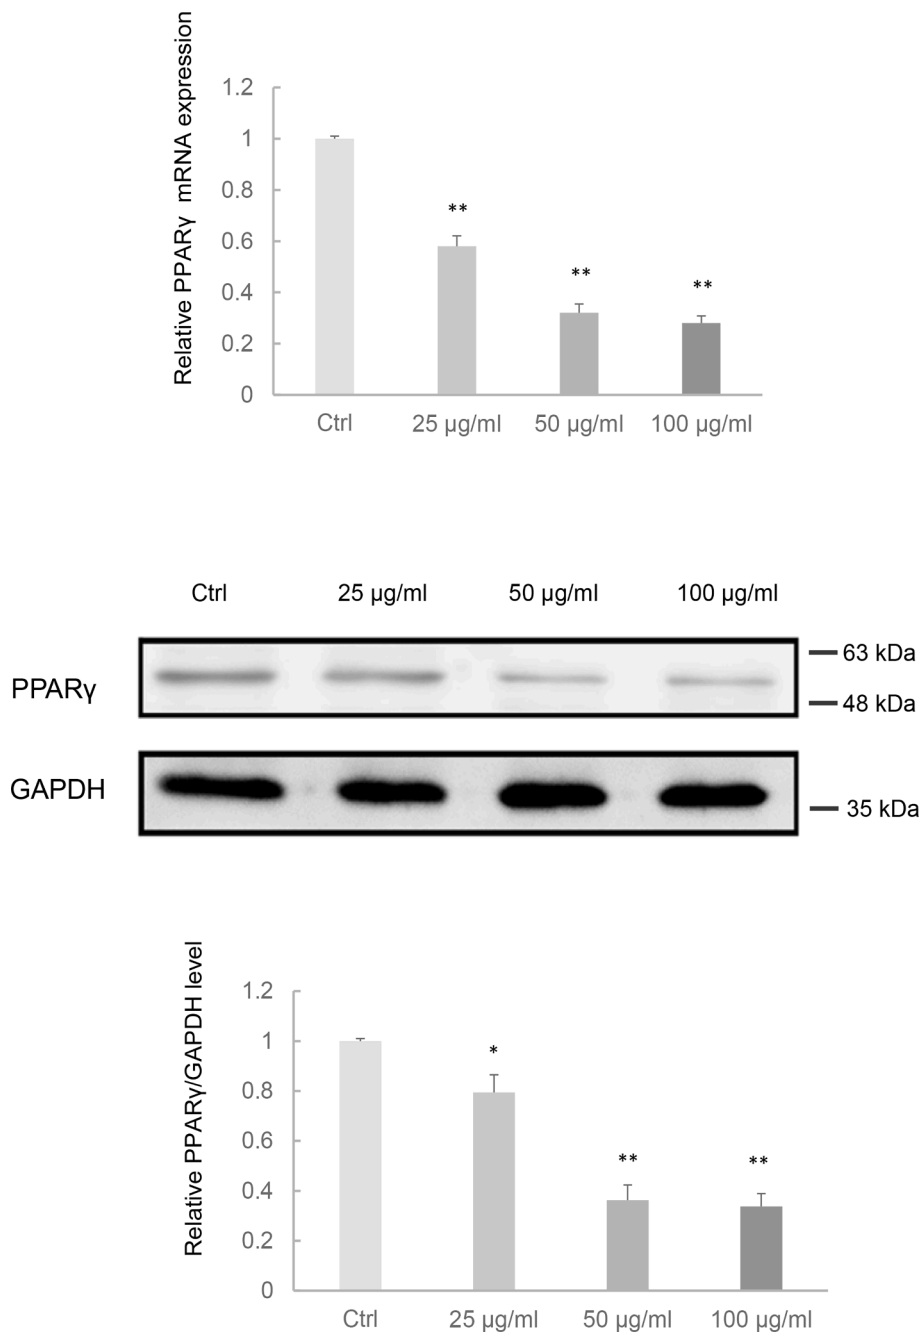 Relative PPARγ mRNA expression
1.2
1
0.8
0.6
0.4
0.2
0
**
**
**
Ctrl 25 µg/ml 50 µg/ml 100 µg/ml
Ctrl 25 µg/ml 50 µg/ml 100 µg/ml
PPARγ
63 kDa
48 kDa
GAPDH
35 kDa
Relative PPARγ/GAPDH level
1.2
1
0.8
0.6
0.4
0.2
0
*
**
**
Ctrl 25 µg/ml 50 µg/ml 100 µg/ml